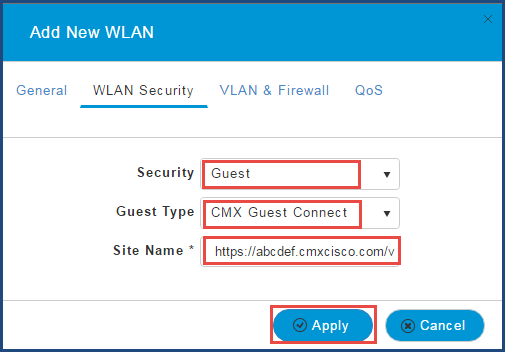 Add New WLAN
General WLAN Security VLAN & Firewall QoS
Security Guest
Guest Type CMX Guest Connect
Site Name * https://abcdef.cmxcisco.com/v
Apply Cancel